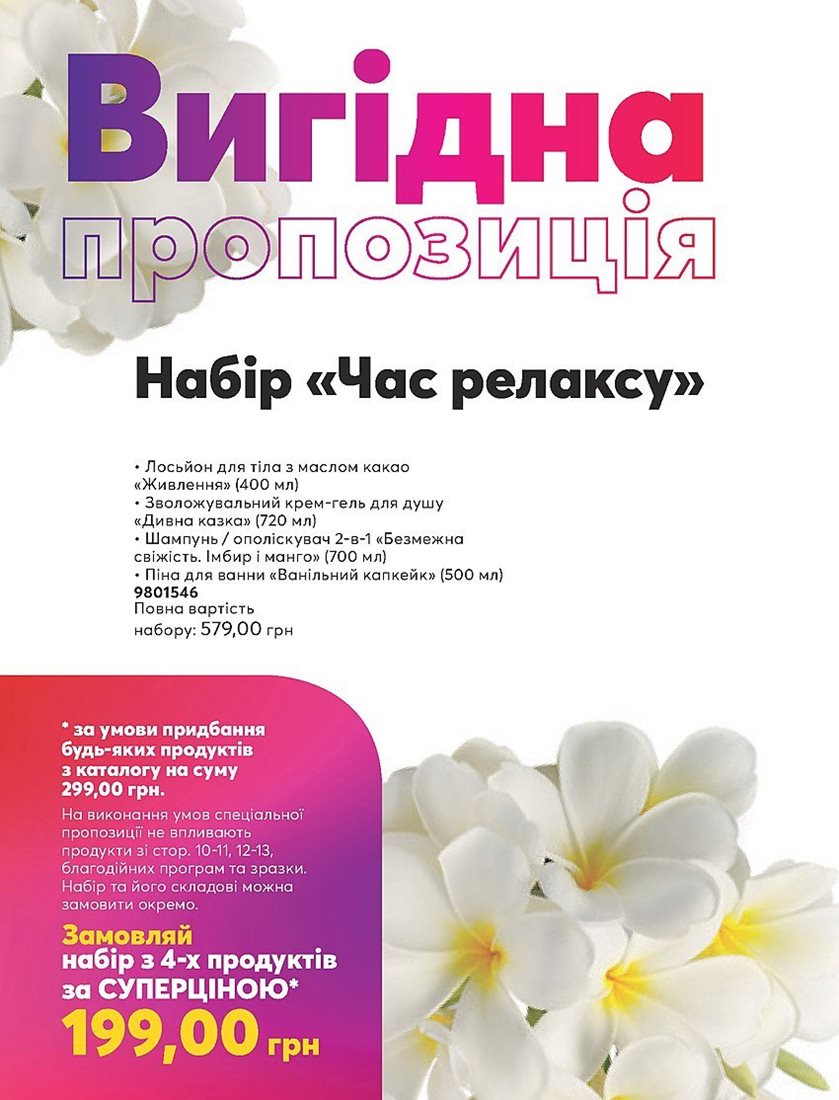 Вигідна
пропозиція
Набір «Час релаксу»
• Лосьйон для тіла з маслом какао
«Живлення» (400 мл)
• Зволожувальний крем-гель для душу
«Дивна казка» (720 мл)
• Шампунь / ополіскувач 2-в-1 «Безмежна
свіжість. Імбир і манго» (700 мл)
• Піна для ванни «Ванільний капкейк» (500 мл)
9801546
Повна вартість
набору: 579,00 грн
* за умови придбання
будь-яких продуктів
з каталогу на суму
299,00 грн.
На виконання умов спеціальної
пропозиції не впливають
продукти зі стор. 10-11, 12-13,
благодійних програм та зразки.
Набір та його складові можна
замовити окремо.
Замовляй
набір з 4-х продуктів
за СУПЕРЦІНОЮ*
199,00 грн